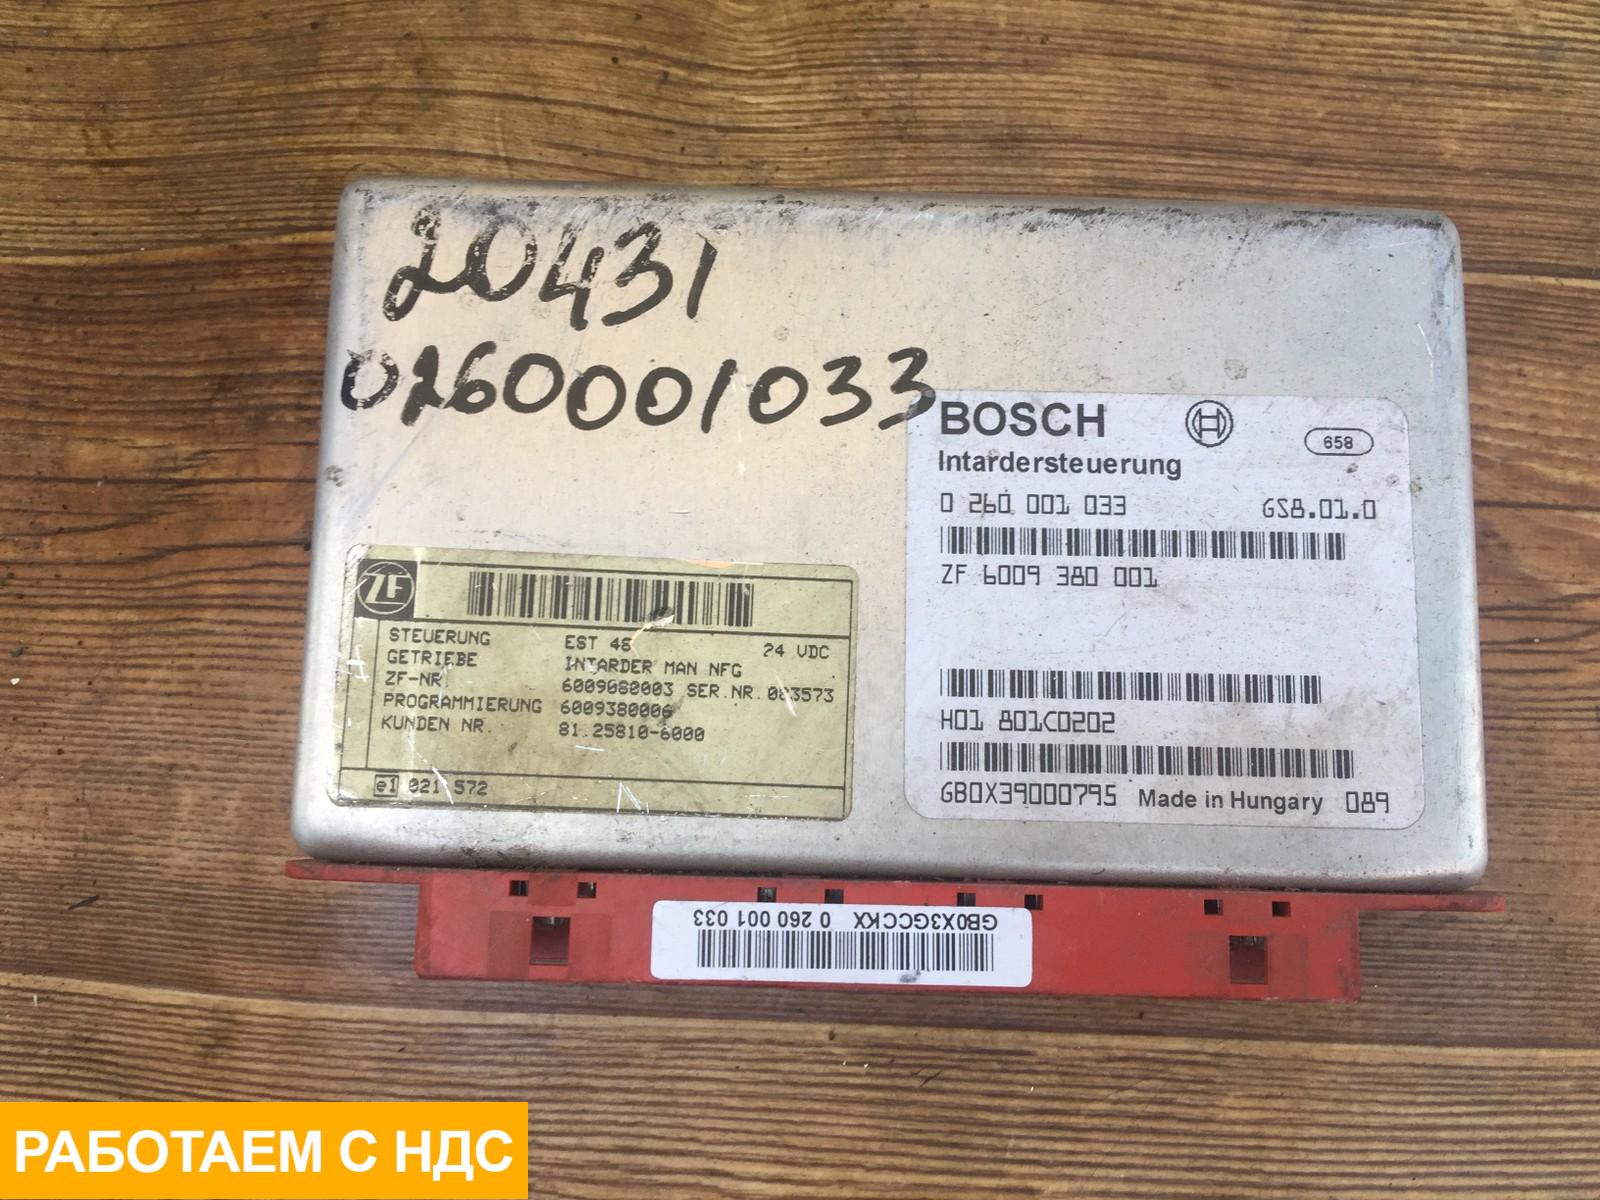 20431
0260001033
BOSCH
658
Intardersteuerung
0 260 001 033 GS8.01.0
ZF 6009 380 001
H01 801C0202
GB0X39000795 Made in Hungary 089
ZF
STEUERUNG EST 48 24 VDC
GETRIEBE INTARDER MAN NFG
ZF-NR. 6009080003 SER.NR. 003573
PROGRAMMIERUNG 6009380006
KUNDEN NR. 81.25810-6000
e1 021 572
GB0X3GCCKX 0 260 001 033
РАБОТАЕМ С НДС